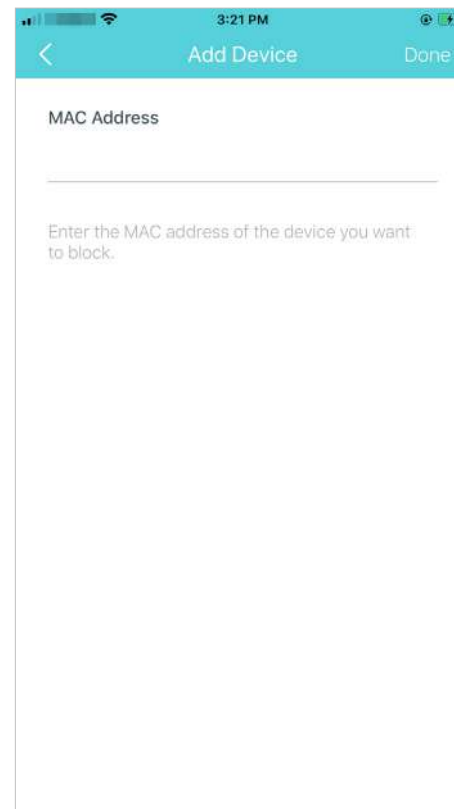 3:21 PM
Add Device
Done
MAC Address
Enter the MAC address of the device you want
to block.